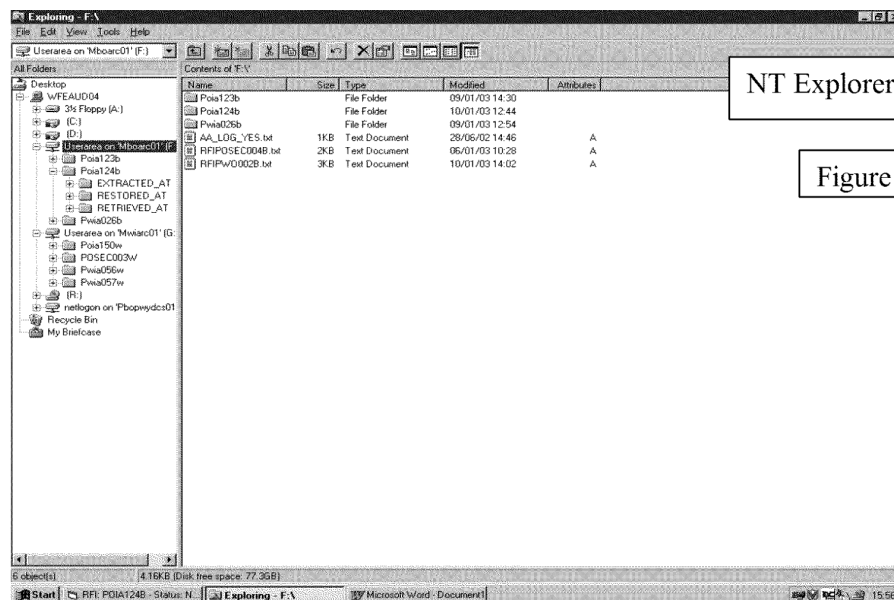 Exploring - F:\
File Edit View Tools Help
Userarea on 'Mboarc01' (F:)
All Folders
Contents of 'F:\'
Desktop
WFEAUD04
3½ Floppy (A:)
(C:)
(D:)
Userarea on 'Mboarc01' (F
Poia123b
Poia124b
EXTRACTED_AT
RESTORED_AT
RETRIEVED_AT
Pwia026b
Userarea on 'Mwiarc01' (G:
Poia150w
POSEC003W
Pwia056w
Pwia057w
(R:)
netlogon on 'Pbopwydcs01
Recycle Bin
My Briefcase
Name Size Type Modified Attributes
Poia123b File Folder 09/01/03 14:30
Poia124b File Folder 10/01/03 12:44
Pwia026b File Folder 09/01/03 12:54
AA_LOG_YES.txt 1KB Text Document 28/06/02 14:46 A
RFIPOSEC004B.txt 2KB Text Document 06/01/03 10:28 A
RFIPWO002B.txt 3KB Text Document 10/01/03 14:02 A
NT Explorer
Figure
6 object(s) 4.16KB (Disk free space: 77.3GB)
Start RFI: POIA124B - Status: N... Exploring - F:\ Microsoft Word - Document1